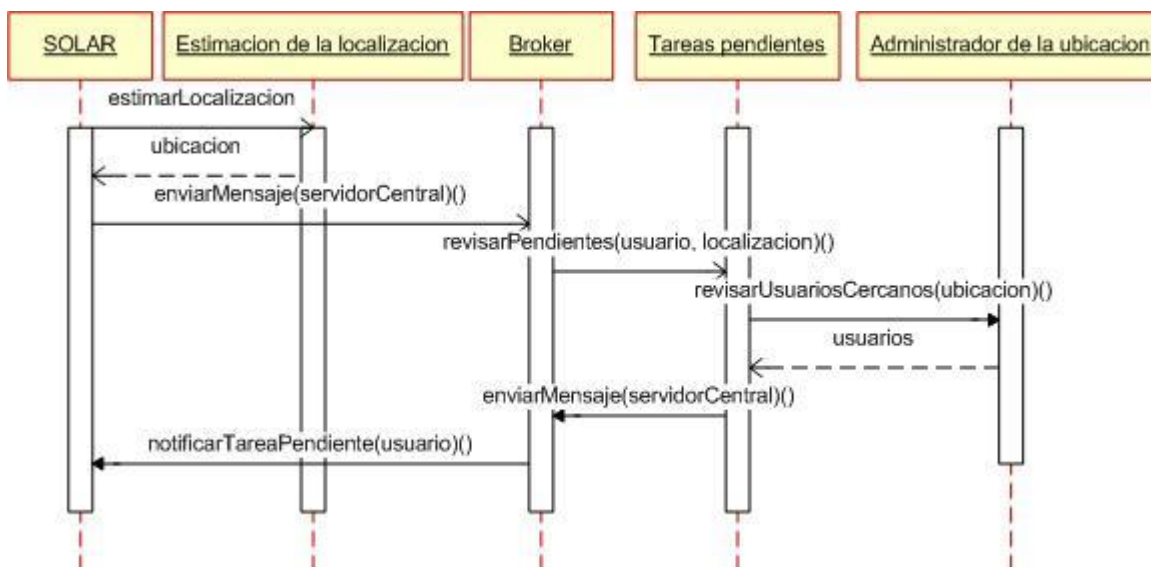 SOLAR
Estimacion de la localizacion
Broker
Tareas pendientes
Administrador de la ubicacion
estimarLocalizacion
ubicacion
enviarMensaje(servidorCentral)()
revisarPendientes(usuario, localizacion)()
revisarUsuariosCercanos(ubicacion)()
usuarios
enviarMensaje(servidorCentral)()
notificarTareaPendiente(usuario)()